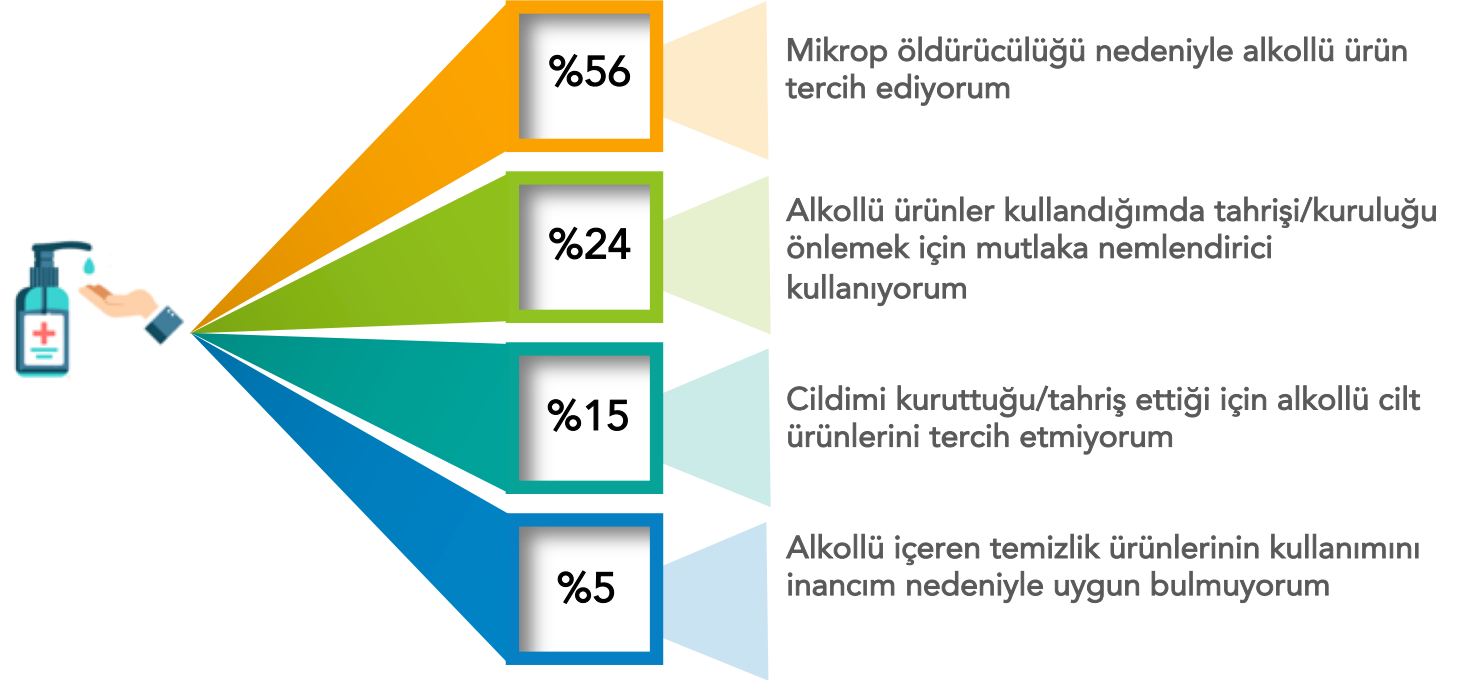 %56
Mikrop öldürücülüğü nedeniyle alkollü ürün
tercih ediyorum
%24
Alkollü ürünler kullandığımda tahrişi/kuruluğu
önlemek için mutlaka nemlendirici
kullanıyorum
%15
Cildimi kuruttuğu/tahriş ettiği için alkollü cilt
ürünlerini tercih etmiyorum
%5
Alkollü içeren temizlik ürünlerinin kullanımını
inancım nedeniyle uygun bulmuyorum